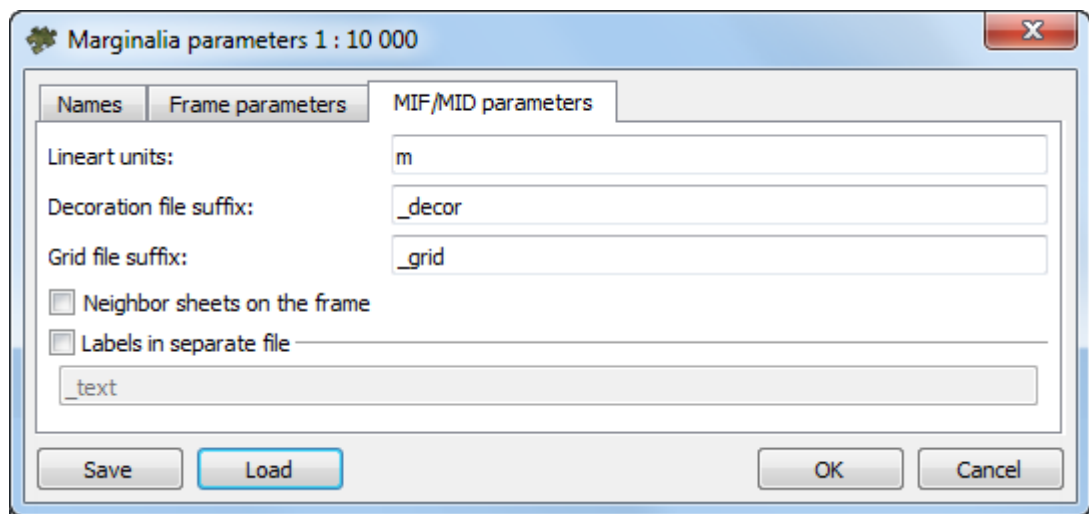 Marginalia parameters 1 : 10 000
Names Frame parameters MIF/MID parameters
Lineart units: m
Decoration file suffix: _decor
Grid file suffix: _grid
Neighbor sheets on the frame
Labels in separate file
_text
Save Load OK Cancel